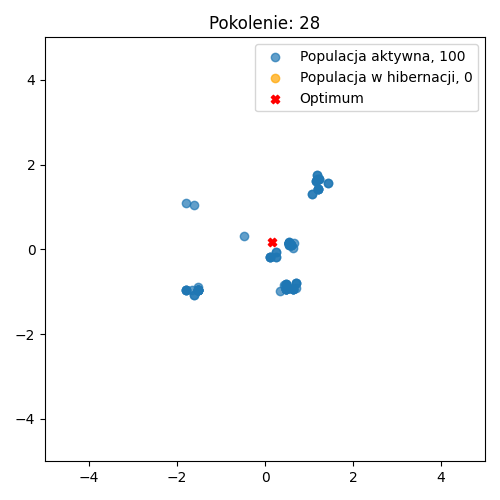 Pokolenie: 28
Populacja aktywna, 100
Populacja w hibernacji, 0
Optimum
4
2
0
−2
−4
−4 −2 0 2 4